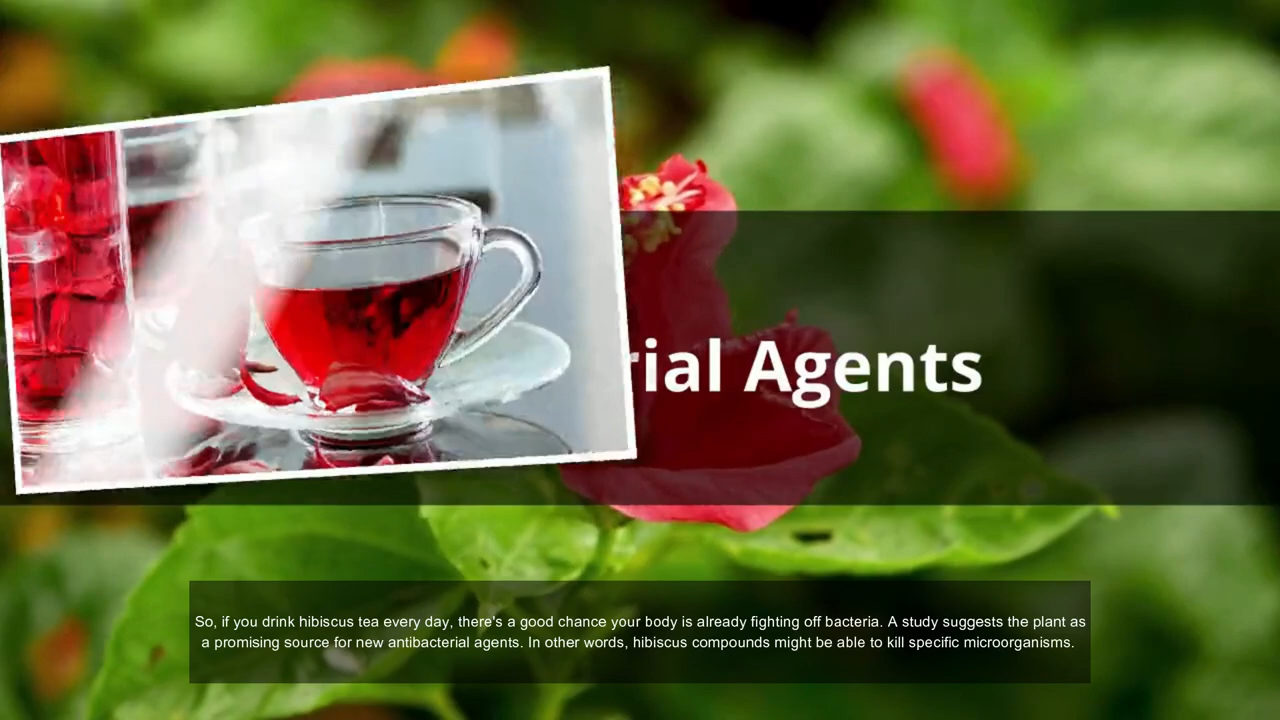 rial Agents
So, if you drink hibiscus tea every day, there's a good chance your body is already fighting off bacteria. A study suggests the plant as
a promising source for new antibacterial agents. In other words, hibiscus compounds might be able to kill specific microorganisms.